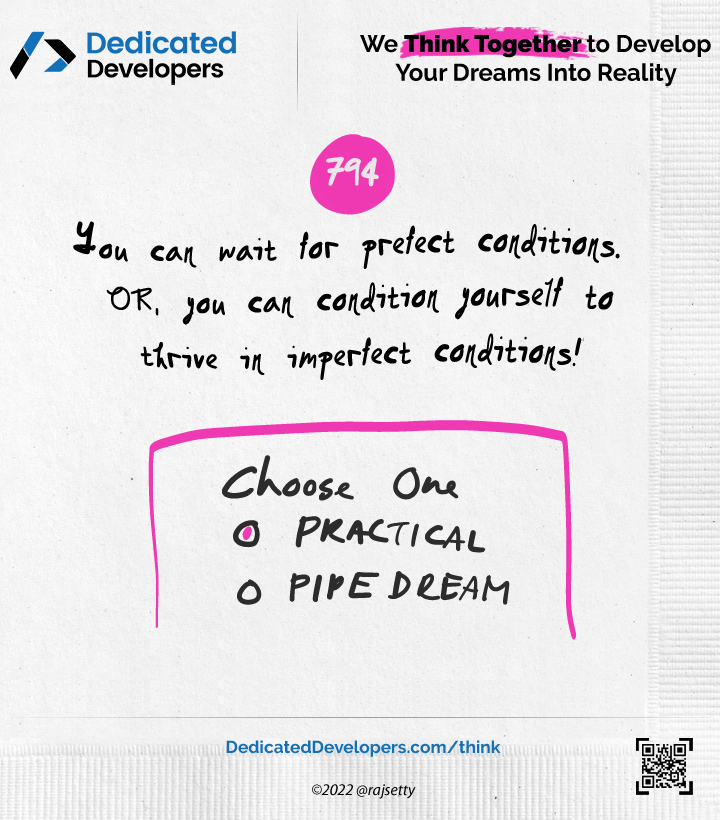 Dedicated
Developers
We Think Together to Develop
Your Dreams Into Reality
794
You can wait for prefect conditions.
OR, you can condition yourself to
thrive in imperfect conditions!
Choose One
PRACTICAL
PIPE DREAM
DedicatedDevelopers.com/think
©2022 @rajsetty